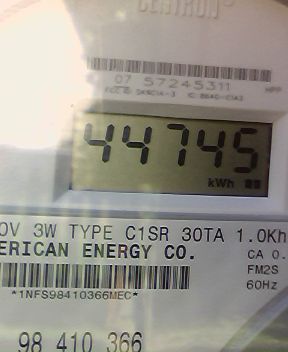 CENTRON®
07 57245311
44745
kWh
0V 3W TYPE C1SR 30TA 1.0Kh
ERICAN ENERGY CO.
CA 0.
FM2S
*1NFS98410366MEC*
60Hz
98 410 366